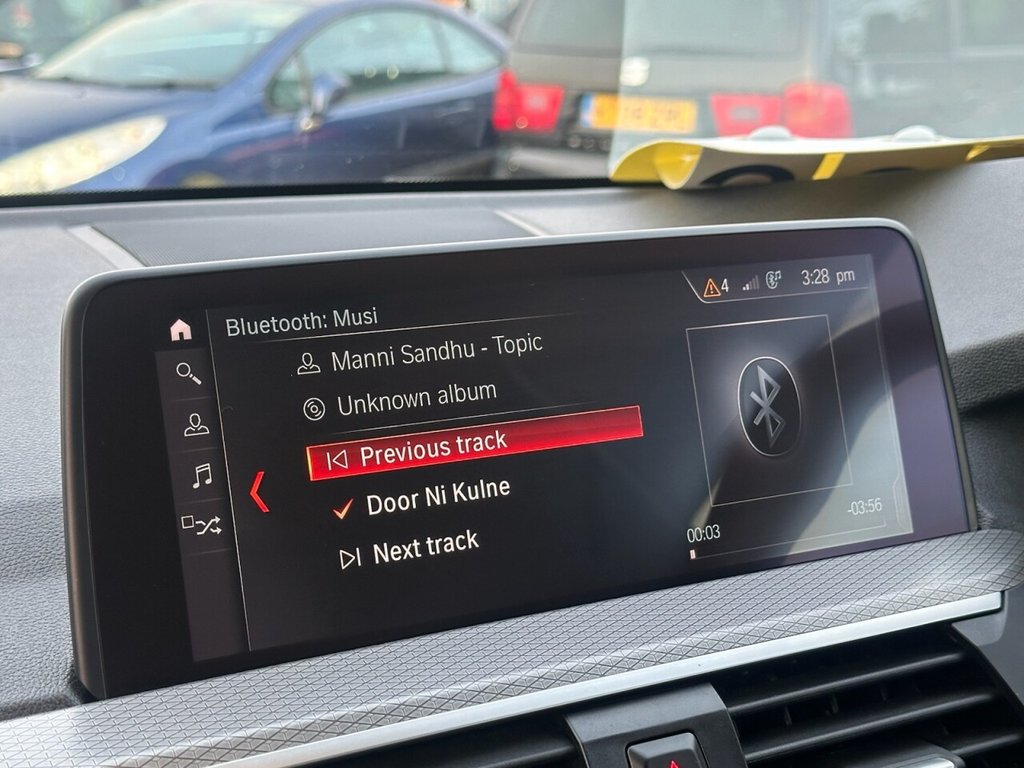 4 3:28 pm
Bluetooth: Musi
Manni Sandhu - Topic
Unknown album
Previous track
Door Ni Kulne
Next track
00:03
-03:56